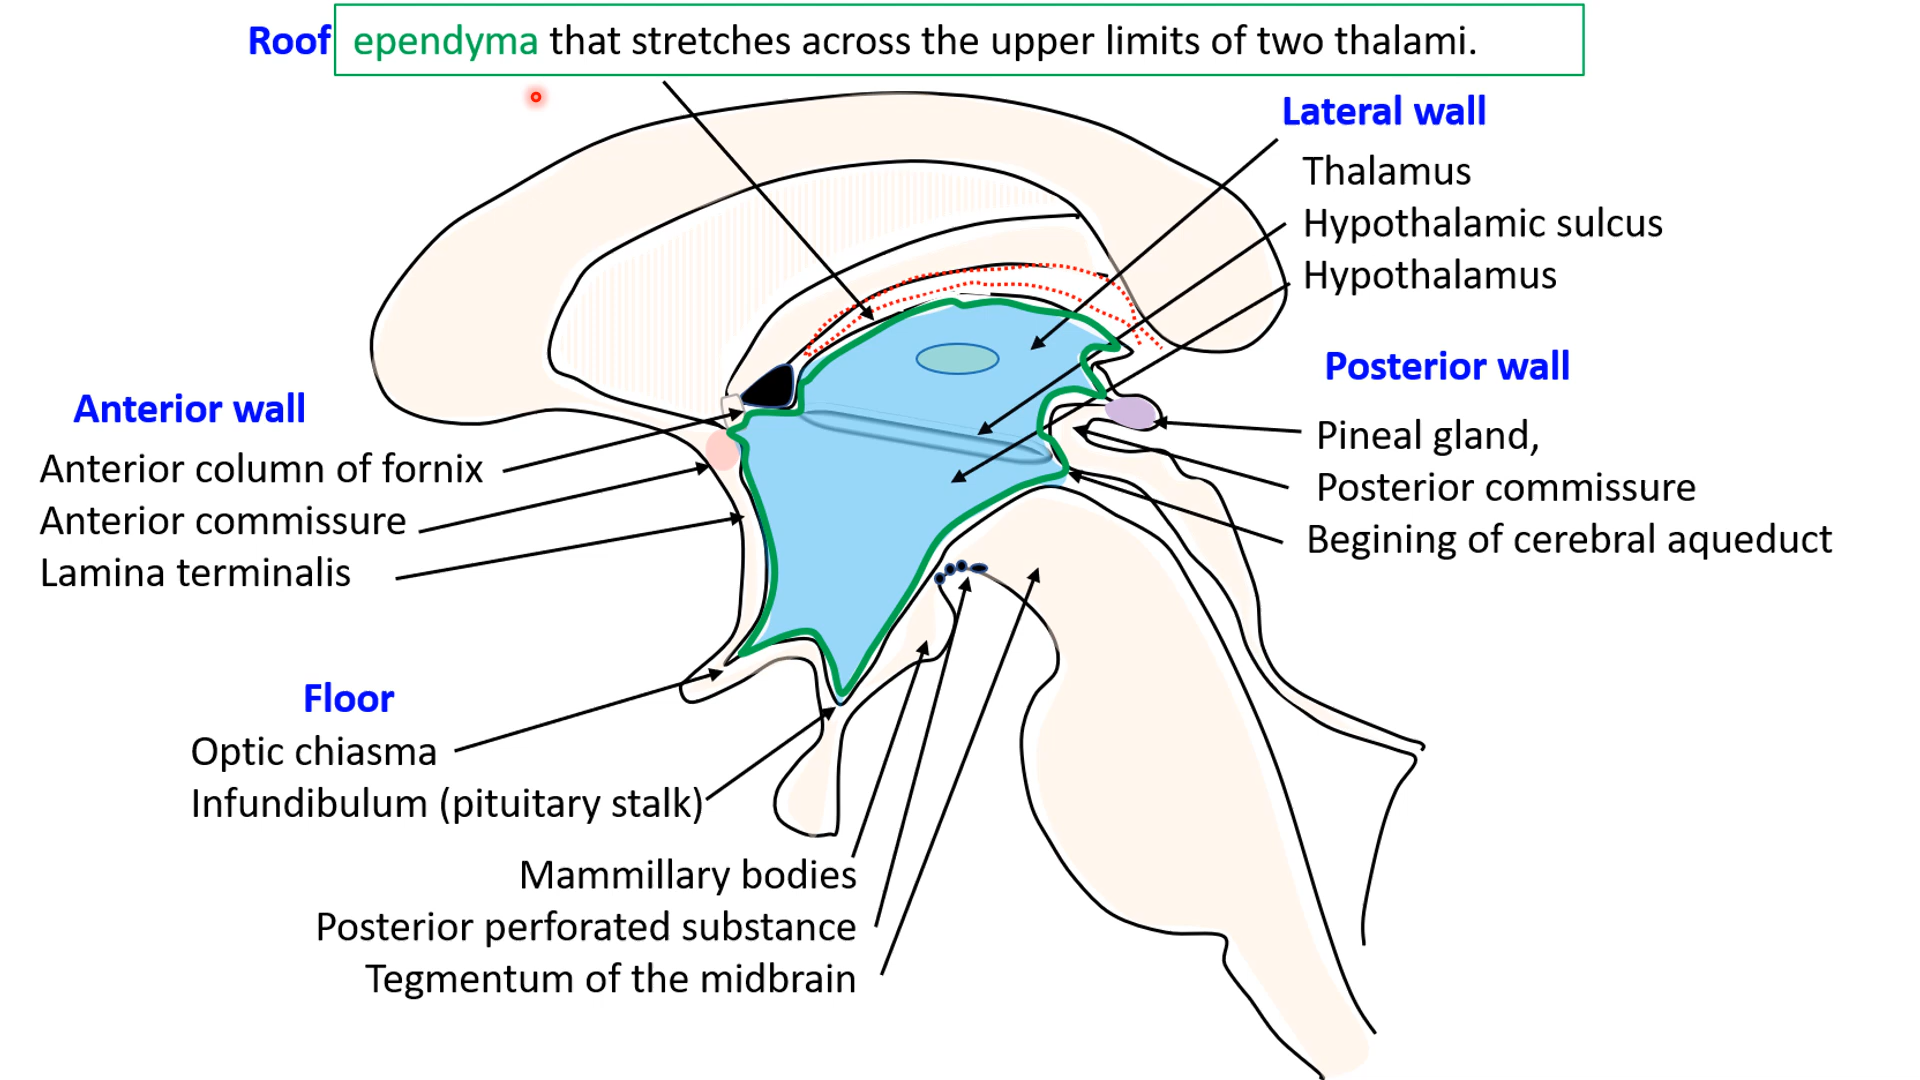 Roof ependyma that stretches across the upper limits of two thalami.
Lateral wall
Thalamus
Hypothalamic sulcus
Hypothalamus
Posterior wall
Pineal gland,
Posterior commissure
Begining of cerebral aqueduct
Anterior wall
Anterior column of fornix
Anterior commissure
Lamina terminalis
Floor
Optic chiasma
Infundibulum (pituitary stalk)
Mammillary bodies
Posterior perforated substance
Tegmentum of the midbrain